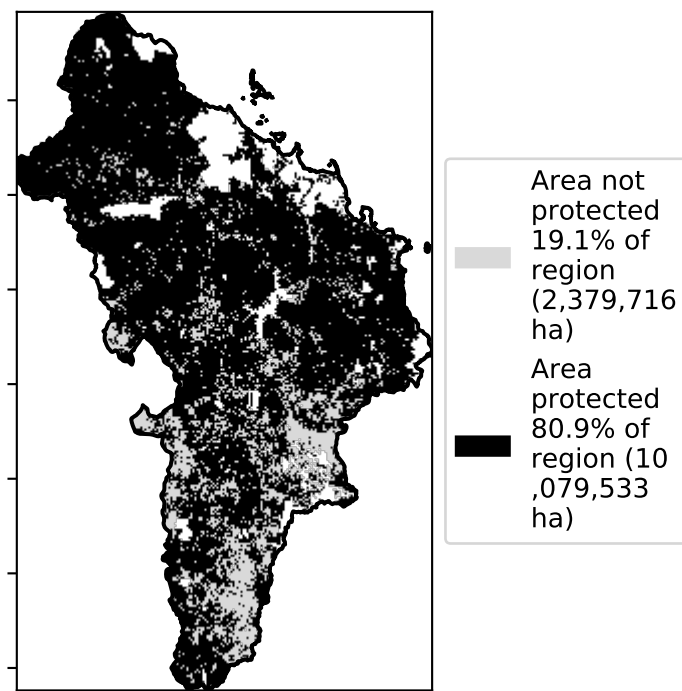 Area not
protected
19.1% of
region
(2,379,716
ha)
Area
protected
80.9% of
region (10
,079,533
ha)